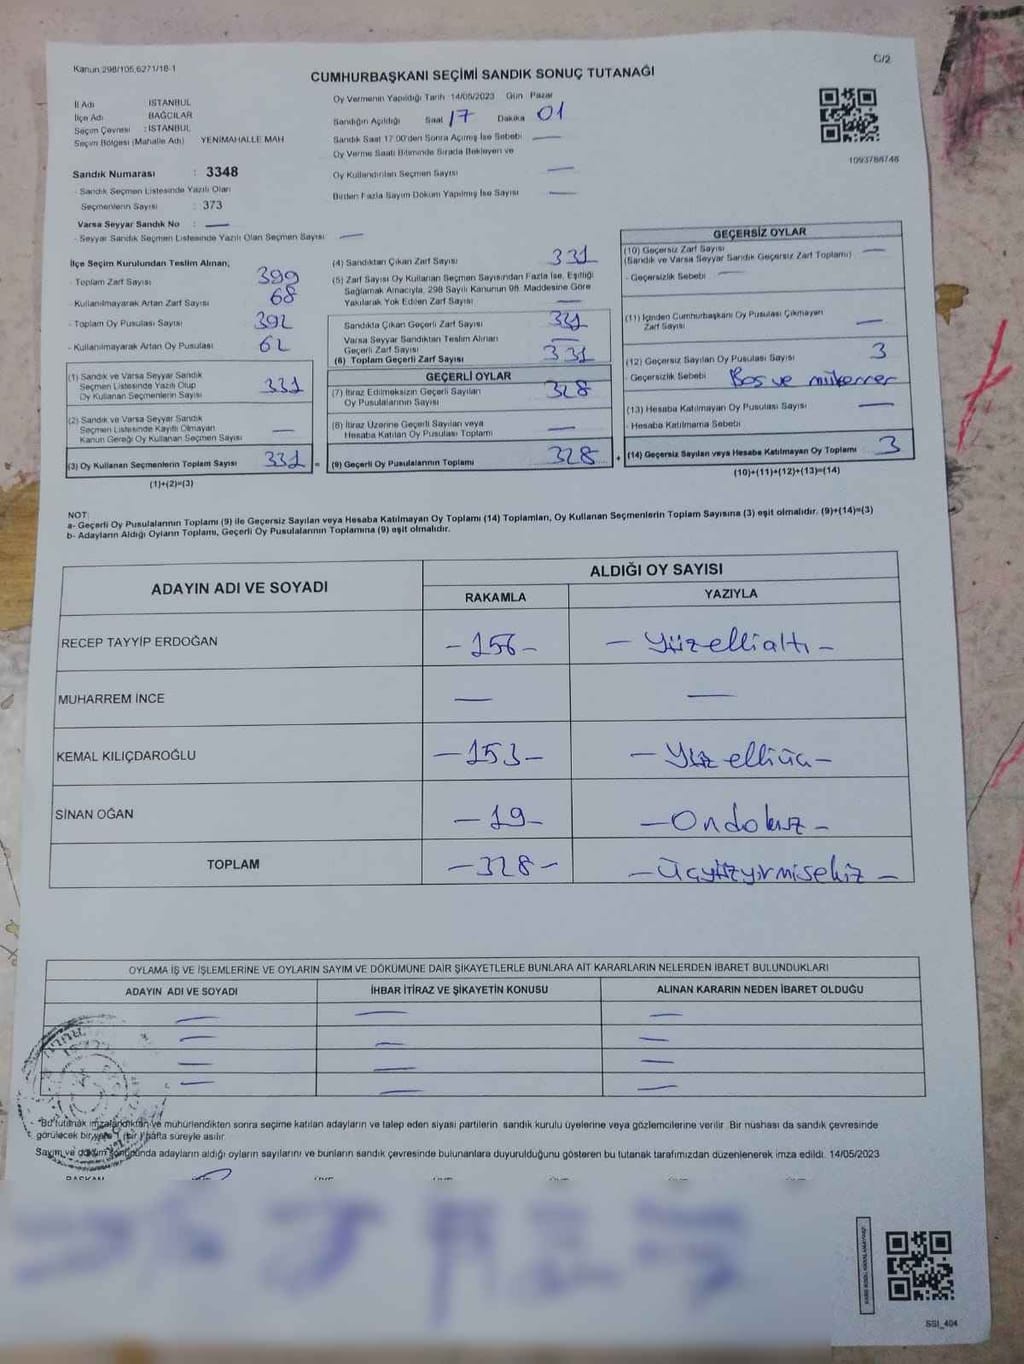 Kanun 298/105,6271/16-1
C/2
CUMHURBAŞKANI SEÇİMİ SANDIK SONUÇ TUTANAĞI
İl Adı : İSTANBUL
İlçe Adı : BAĞCILAR
Seçim Çevresi : İSTANBUL
Seçim Bölgesi (Mahalle Adı) YENİMAHALLE MAH
Oy Vermenin Yapıldığı Tarih 14/05/2023 Gün Pazar
Sandığın Açıldığı Saat 17 Dakika 01
Sandık Saat 17.00'den Sonra Açılmış İse Sebebi —
Oy Verme Saati Bitiminde Sırada Bekleyen ve
Oy Kullandırılan Seçmen Sayısı —
Birden Fazla Sayım Döküm Yapılmış İse Sayısı —
1093788748
Sandık Numarası : 3348
- Sandık Seçmen Listesinde Yazılı Olan
Seçmenlerin Sayısı : 373
Varsa Seyyar Sandık No : —
- Seyyar Sandık Seçmen Listesinde Yazılı Olan Seçmen Sayısı : —
İlçe Seçim Kurulundan Teslim Alınan;
- Toplam Zarf Sayısı 399
- Kullanılmayarak Artan Zarf Sayısı 68
- Toplam Oy Pusulası Sayısı 392
- Kullanılmayarak Artan Oy Pusulası 62
(1) Sandık ve Varsa Seyyar Sandık
Seçmen Listesinde Yazılı Olup
Oy Kullanan Seçmenlerin Sayısı 331
(2) Sandık ve Varsa Seyyar Sandık
Seçmen Listesinde Kayıtlı Olmayan
Kanun Gereği Oy Kullanan Seçmen Sayısı —
(3) Oy Kullanan Seçmenlerin Toplam Sayısı 331 =
(1)+(2)=(3)
(4) Sandıktan Çıkan Zarf Sayısı 331
(5) Zarf Sayısı Oy Kullanan Seçmen Sayısından Fazla İse, Eşitliği
Sağlamak Amacıyla, 298 Sayılı Kanunun 98. Maddesine Göre
Yakılarak Yok Edilen Zarf Sayısı —
Sandıkta Çıkan Geçerli Zarf Sayısı 331
Varsa Seyyar Sandıktan Teslim Alınan
Geçerli Zarf Sayısı —
(6) Toplam Geçerli Zarf Sayısı 331
GEÇERLİ OYLAR
(7) İtiraz Edilmeksizin Geçerli Sayılan
Oy Pusulalarının Sayısı 328
(8) İtiraz Üzerine Geçerli Sayılan veya
Hesaba Katılan Oy Pusulası Toplamı —
(9) Geçerli Oy Pusulalarının Toplamı 328 +
GEÇERSİZ OYLAR
(10) Geçersiz Zarf Sayısı —
(Sandık ve Varsa Seyyar Sandık Geçersiz Zarf Toplamı)
- Geçersizlik Sebebi —
(11) İçinden Cumhurbaşkanı Oy Pusulası Çıkmayan
Zarf Sayısı —
(12) Geçersiz Sayılan Oy Pusulası Sayısı 3
- Geçersizlik Sebebi Boş ve mükerrer
(13) Hesaba Katılmayan Oy Pusulası Sayısı —
- Hesaba Katılmama Sebebi
(14) Geçersiz Sayılan veya Hesaba Katılmayan Oy Toplamı 3
(10)+(11)+(12)+(13)=(14)
NOT:
a- Geçerli Oy Pusulalarının Toplamı (9) ile Geçersiz Sayılan veya Hesaba Katılmayan Oy Toplamı (14) Toplamları, Oy Kullanan Seçmenlerin Toplam Sayısına (3) eşit olmalıdır. (9)+(14)=(3)
b- Adayların Aldığı Oyların Toplamı, Geçerli Oy Pusulalarının Toplamına (9) eşit olmalıdır.
ADAYIN ADI VE SOYADI
ALDIĞI OY SAYISI
RAKAMLA YAZIYLA
RECEP TAYYİP ERDOĞAN -156- - Yüzellialtı -
MUHARREM İNCE — —
KEMAL KILIÇDAROĞLU -153- - Yüzelliüç -
SİNAN OĞAN -19- - Ondokuz -
TOPLAM -328- - Üçyüzyirmisekiz -
OYLAMA İŞ VE İŞLEMLERİNE VE OYLARIN SAYIM VE DÖKÜMÜNE DAİR ŞİKAYETLERLE BUNLARA AİT KARARLARIN NELERDEN İBARET BULUNDUKLARI
ADAYIN ADI VE SOYADI İHBAR İTİRAZ VE ŞİKAYETİN KONUSU ALINAN KARARIN NEDEN İBARET OLDUĞU
— — —
— — —
— — —
— — —
"Bu tutanak imzalandıktan ve mühürlendikten sonra seçime katılan adayların ve talep eden siyasi partilerin sandık kurulu üyelerine veya gözlemcilerine verilir. Bir nüshası da sandık çevresinde
görülecek bir yere 1 (bir) hafta süreyle asılır
Sayım ve döküm sonucunda adayların aldığı oyların sayılarını ve bunların sandık çevresinde bulunanlara duyurulduğunu gösteren bu tutanak tarafımızdan düzenlenerek imza edildi. 14/05/2023
BAŞKAN
SSI_404